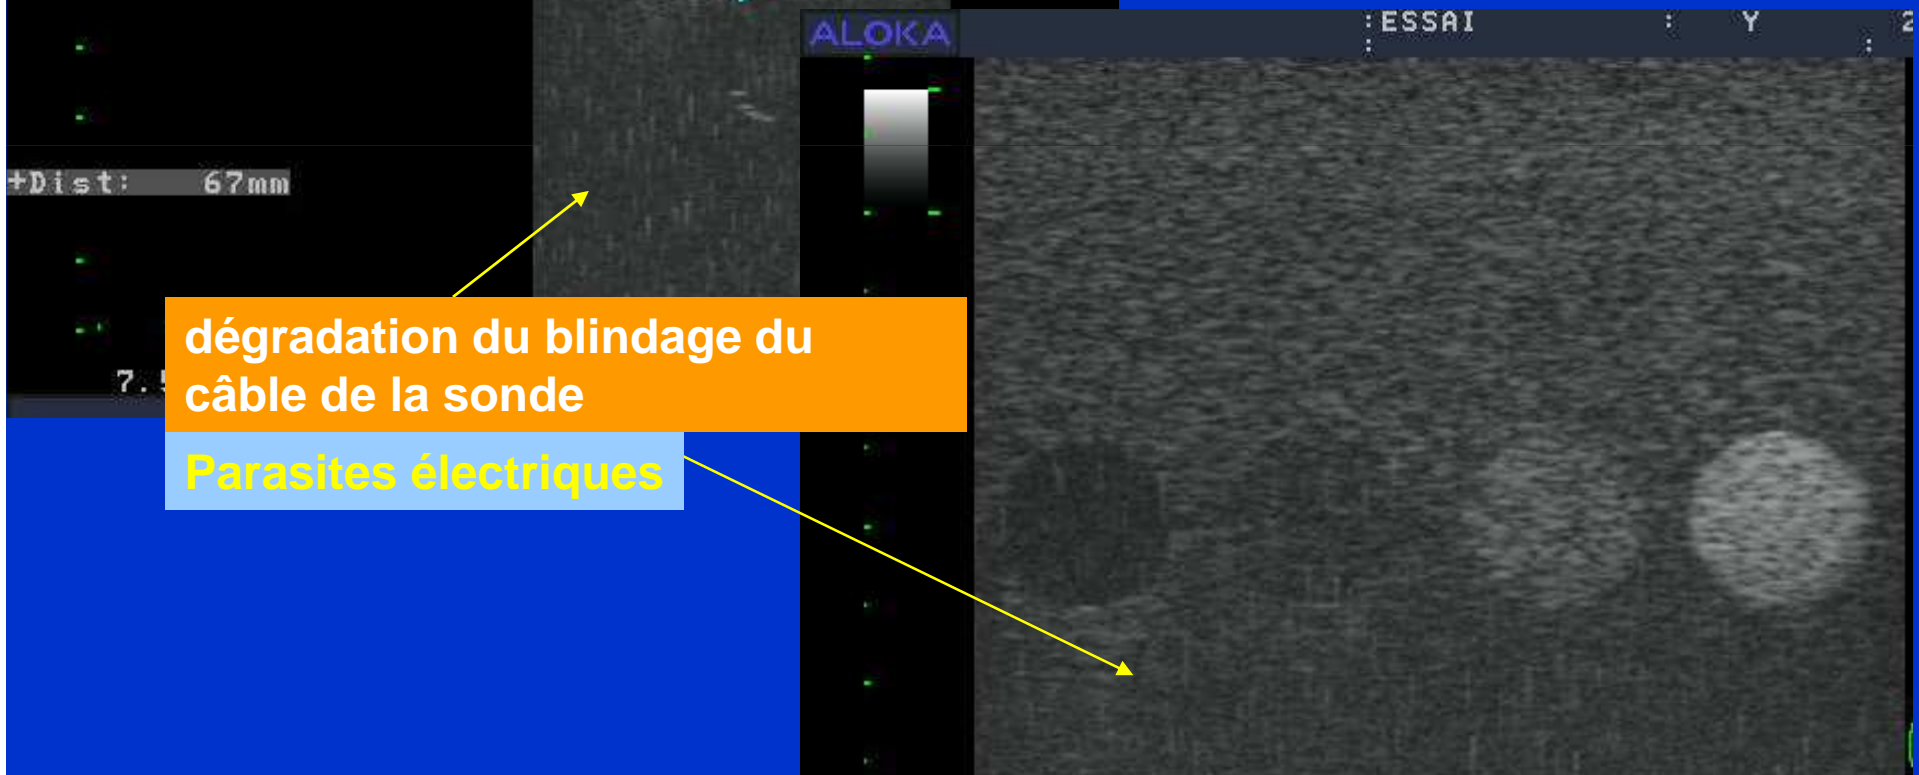 ALOKA
:ESSAI : Y
+Dist: 67mm
dégradation du blindage du
câble de la sonde
Parasites électriques